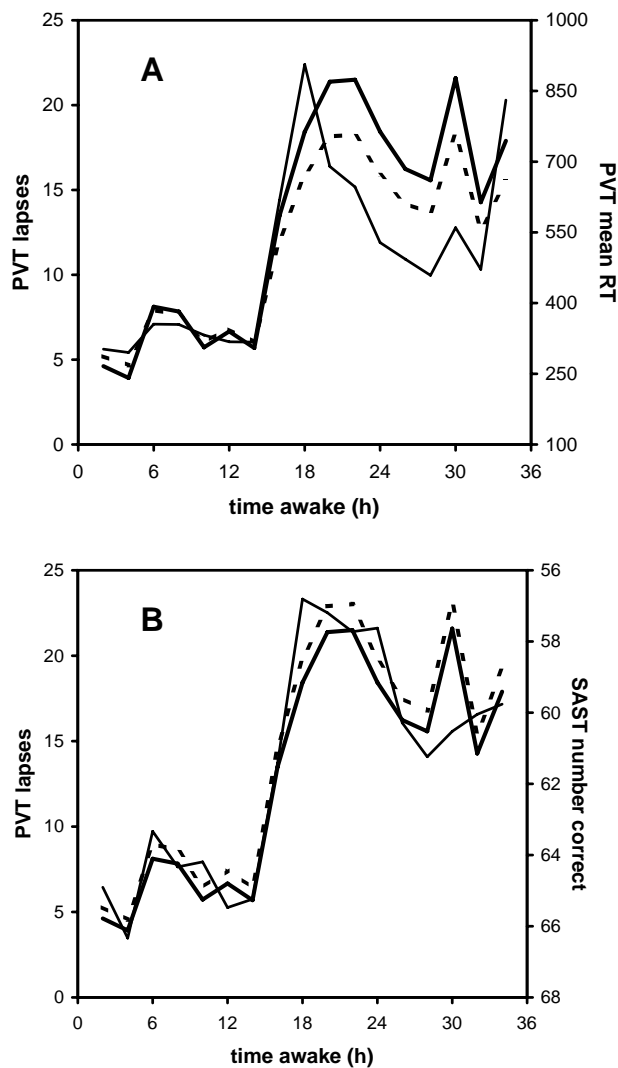 A
PVT lapses
25
20
15
10
5
0
PVT mean RT
1000
850
700
550
400
250
100
0 6 12 18 24 30 36
time awake (h)
B
PVT lapses
25
20
15
10
5
0
SAST number correct
56
58
60
62
64
66
68
0 6 12 18 24 30 36
time awake (h)